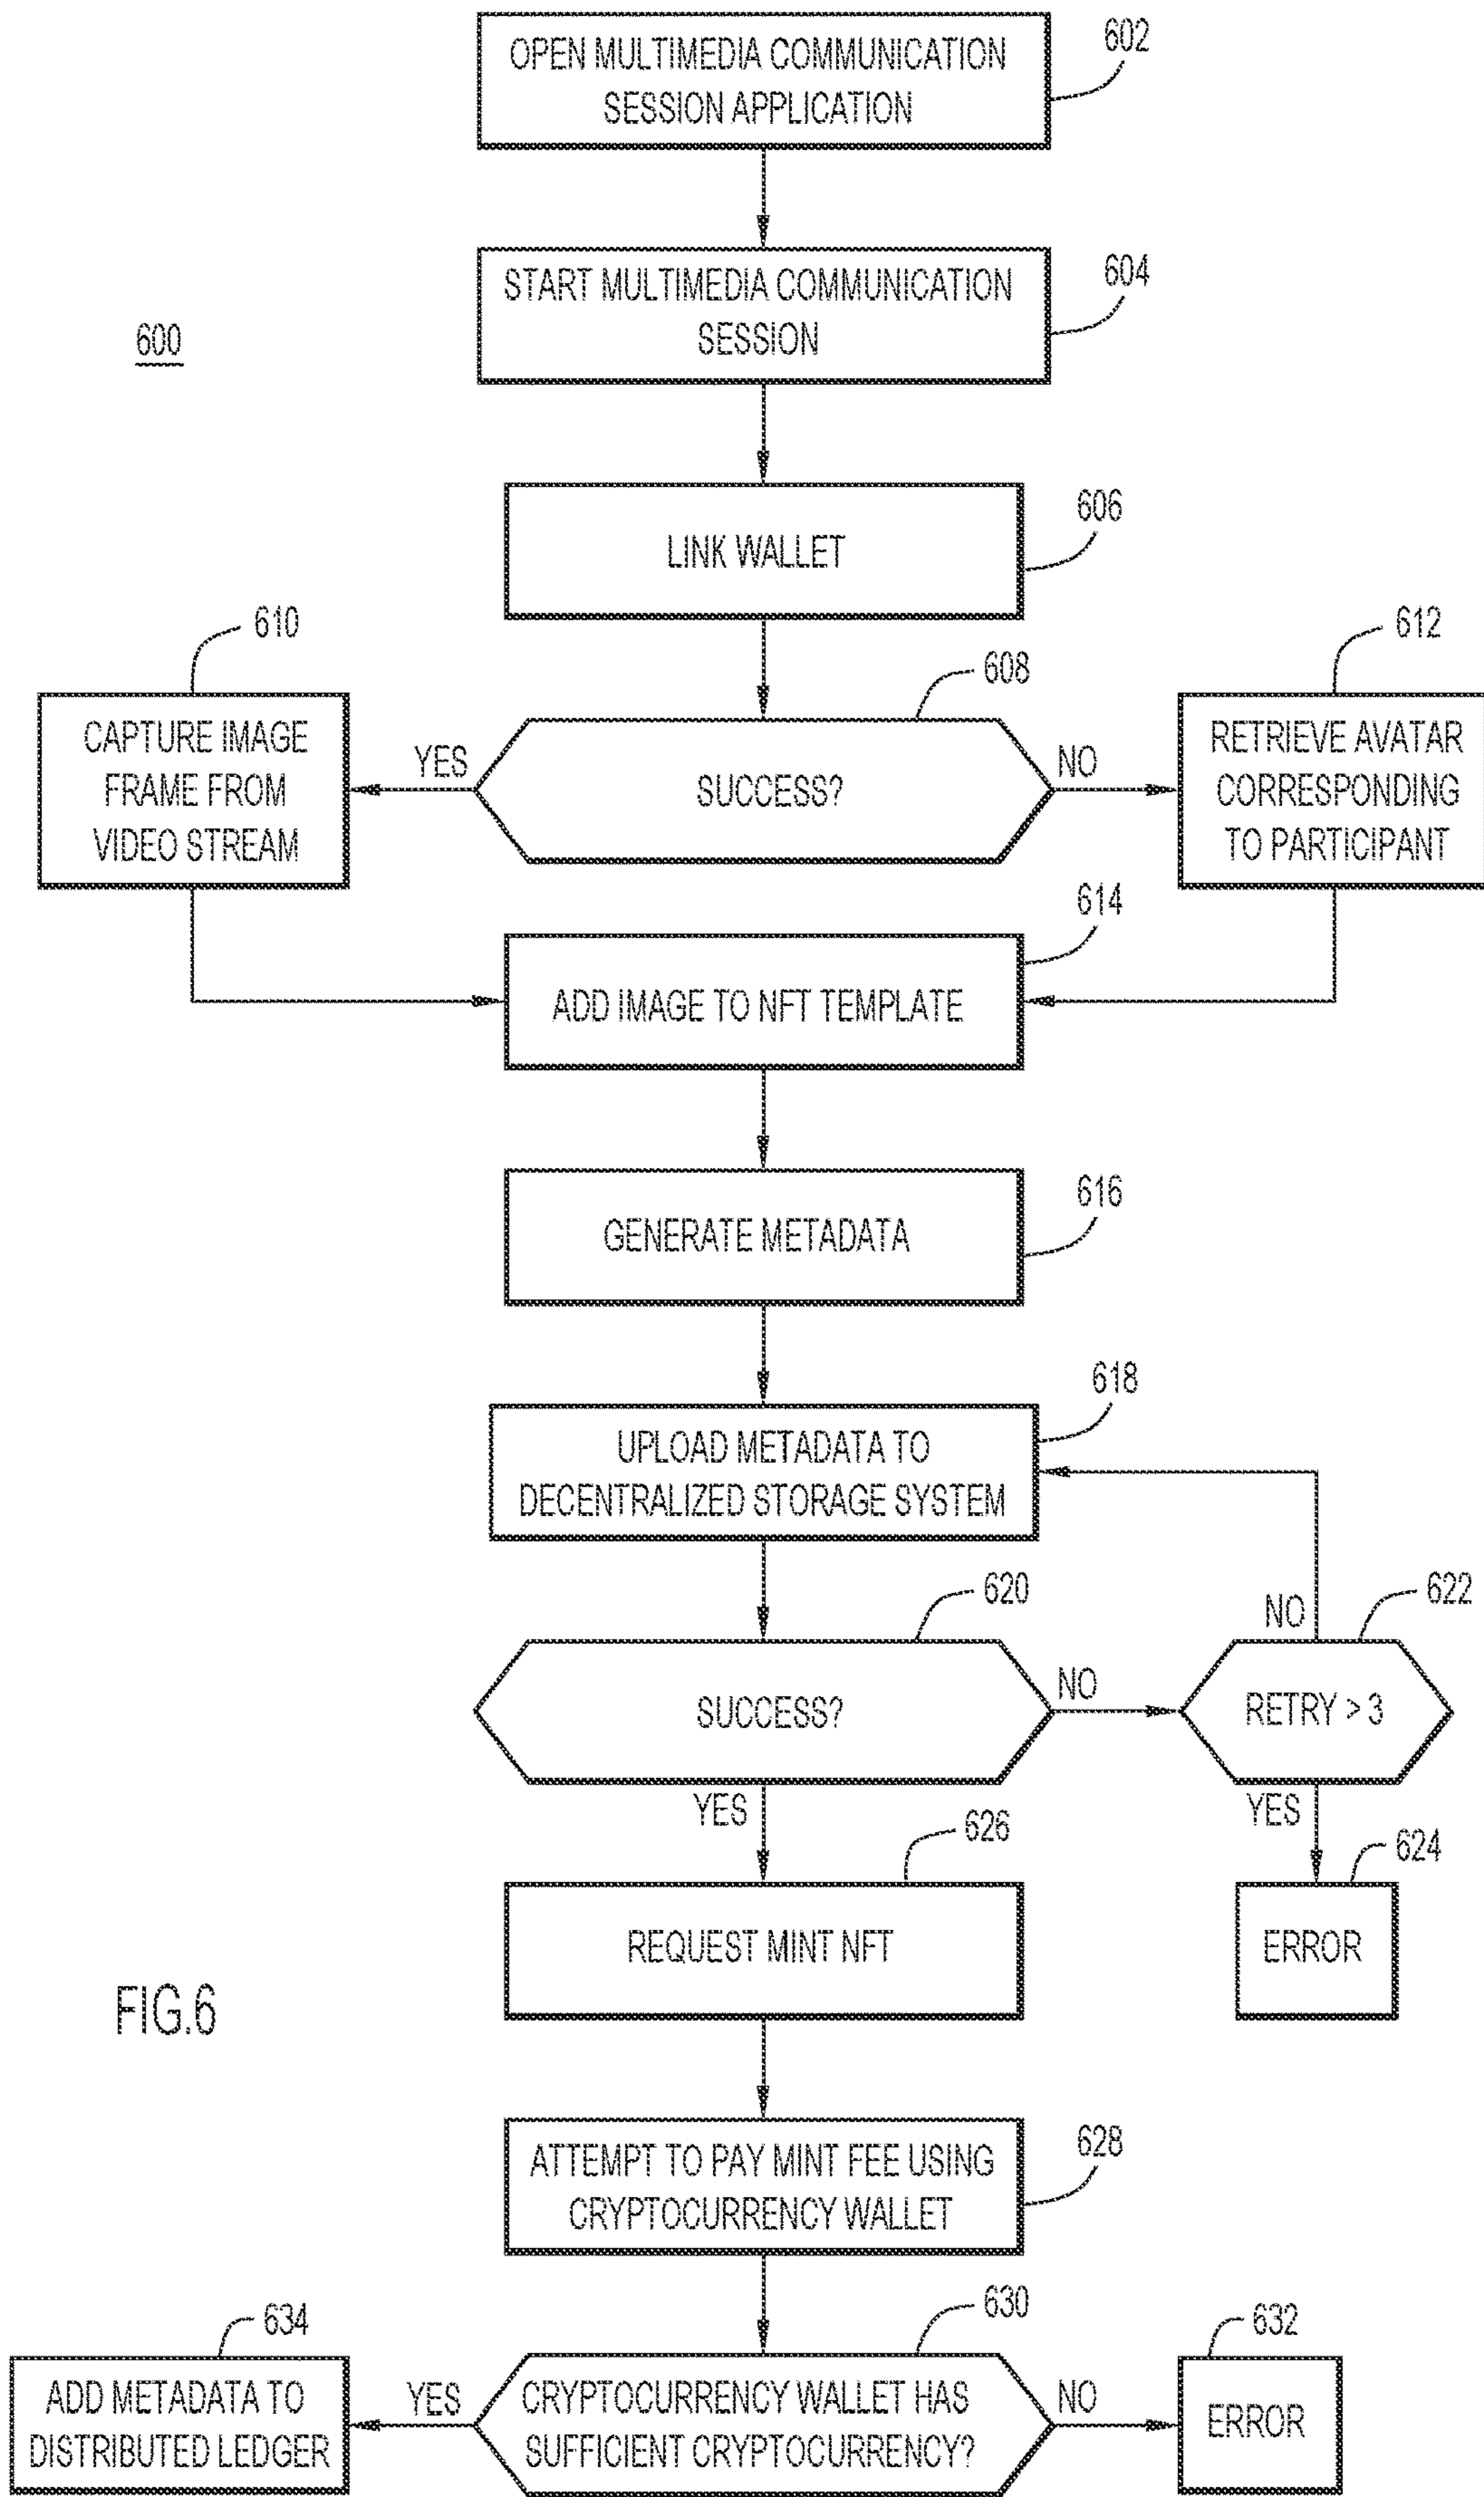 OPEN MULTIMEDIA COMMUNICATION
SESSION APPLICATION
602
START MULTIMEDIA COMMUNICATION
SESSION
604
600
LINK WALLET
606
610
CAPTURE IMAGE
FRAME FROM
VIDEO STREAM
YES
608
SUCCESS?
NO
612
RETRIEVE AVATAR
CORRESPONDING
TO PARTICIPANT
614
ADD IMAGE TO NFT TEMPLATE
GENERATE METADATA
616
UPLOAD METADATA TO
DECENTRALIZED STORAGE SYSTEM
618
620
SUCCESS?
NO
NO
622
RETRY > 3
YES
YES
626
REQUEST MINT NFT
624
ERROR
FIG.6
ATTEMPT TO PAY MINT FEE USING
CRYPTOCURRENCY WALLET
628
634
ADD METADATA TO
DISTRIBUTED LEDGER
YES
630
CRYPTOCURRENCY WALLET HAS
SUFFICIENT CRYPTOCURRENCY?
NO
632
ERROR